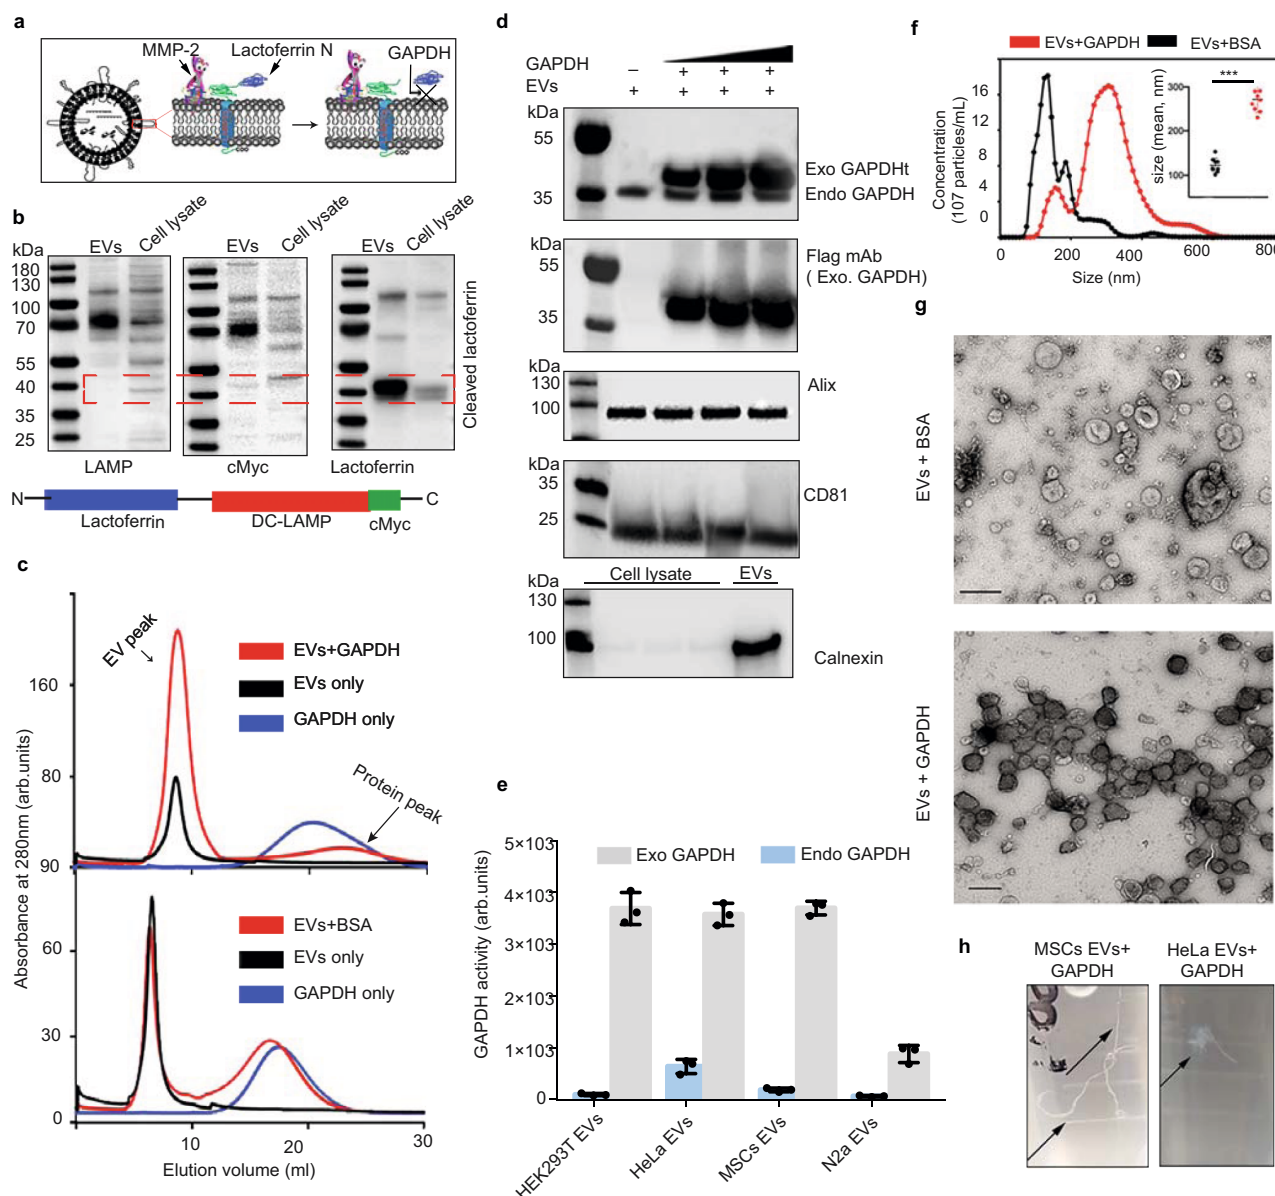 a
MMP-2
Lactoferrin N
GAPDH
b
kDa
EVs
Cell lysate
EVs
Cell lysate
EVs
Cell lysate
180
130
100
70
55
40
35
25
Cleaved lactoferrin
LAMP
cMyc
Lactoferrin
N
C
Lactoferrin
DC-LAMP
cMyc
c
EV peak
EVs+GAPDH
EVs only
GAPDH only
Protein peak
160
80
90
EVs+BSA
EVs only
GAPDH only
60
30
0
10
20
30
Absorbance at 280nm (arb.units)
Elution volume (ml)
d
GAPDH
– + + +
EVs
+ + + +
kDa
55
35
Exo GAPDHt
Endo GAPDH
kDa
55
35
Flag mAb
( Exo. GAPDH)
kDa
130
100
Alix
kDa
35
25
CD81
Cell lysate
EVs
kDa
130
100
Calnexin
e
GAPDH activity (arb.units)
5×103
4×103
3×103
2×103
1×103
0
Exo GAPDH
Endo GAPDH
HEK293T EVs
HeLa EVs
MSCs EVs
N2a EVs
f
EVs+GAPDH
EVs+BSA
Concentration
(107 particles/mL)
16
12
8
4
0
200
400
600
800
Size (nm)
size (mean, nm)
300
200
100
***
g
EVs + BSA
EVs + GAPDH
h
MSCs EVs+
GAPDH
HeLa EVs+
GAPDH